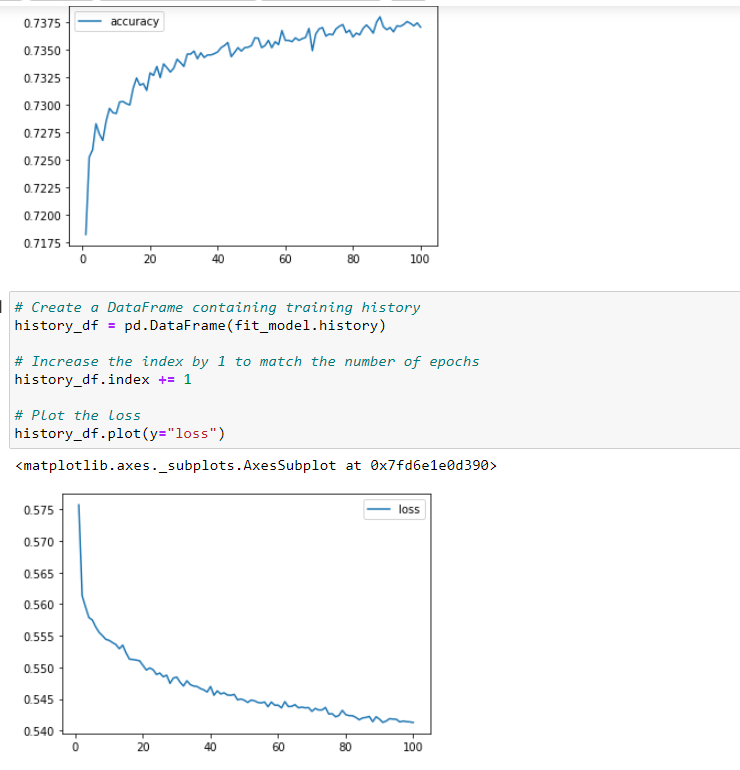 accuracy
0.7375
0.7350
0.7325
0.7300
0.7275
0.7250
0.7225
0.7200
0.7175
0 20 40 60 80 100
# Create a DataFrame containing training history
history_df = pd.DataFrame(fit_model.history)
# Increase the index by 1 to match the number of epochs
history_df.index += 1
# Plot the loss
history_df.plot(y="loss")
<matplotlib.axes._subplots.AxesSubplot at 0x7fd6e1e0d390>
loss
0.575
0.570
0.565
0.560
0.555
0.550
0.545
0.540
0 20 40 60 80 100